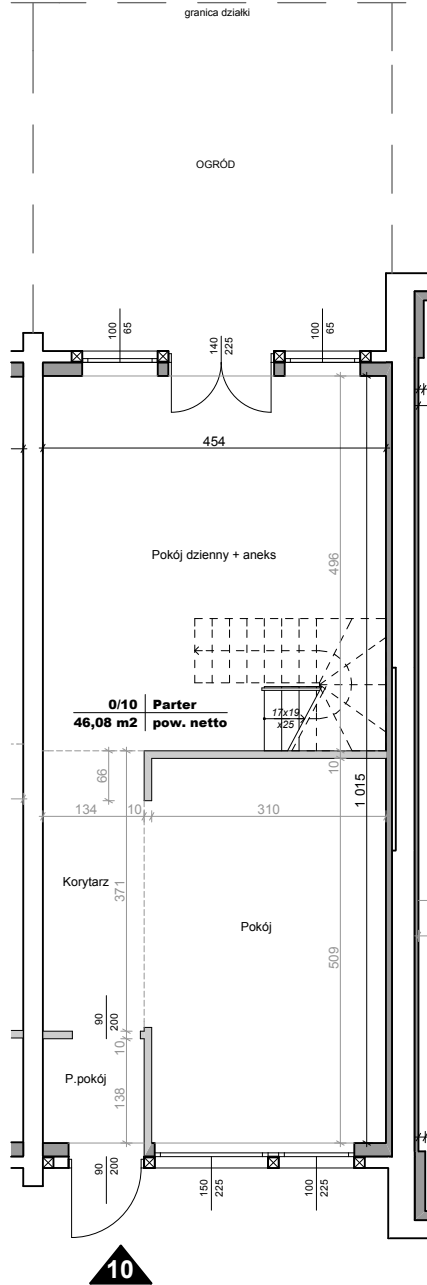 granica działki
OGRÓD
100
65
140
225
100
65
454
Pokój dzienny + aneks
496
0/10 Parter
46,08 m2 pow. netto
17x19
x25
66
10
1 015
134
10
310
Korytarz
371
Pokój
509
90
200
10
P.pokój
138
90
200
150
225
100
225
10